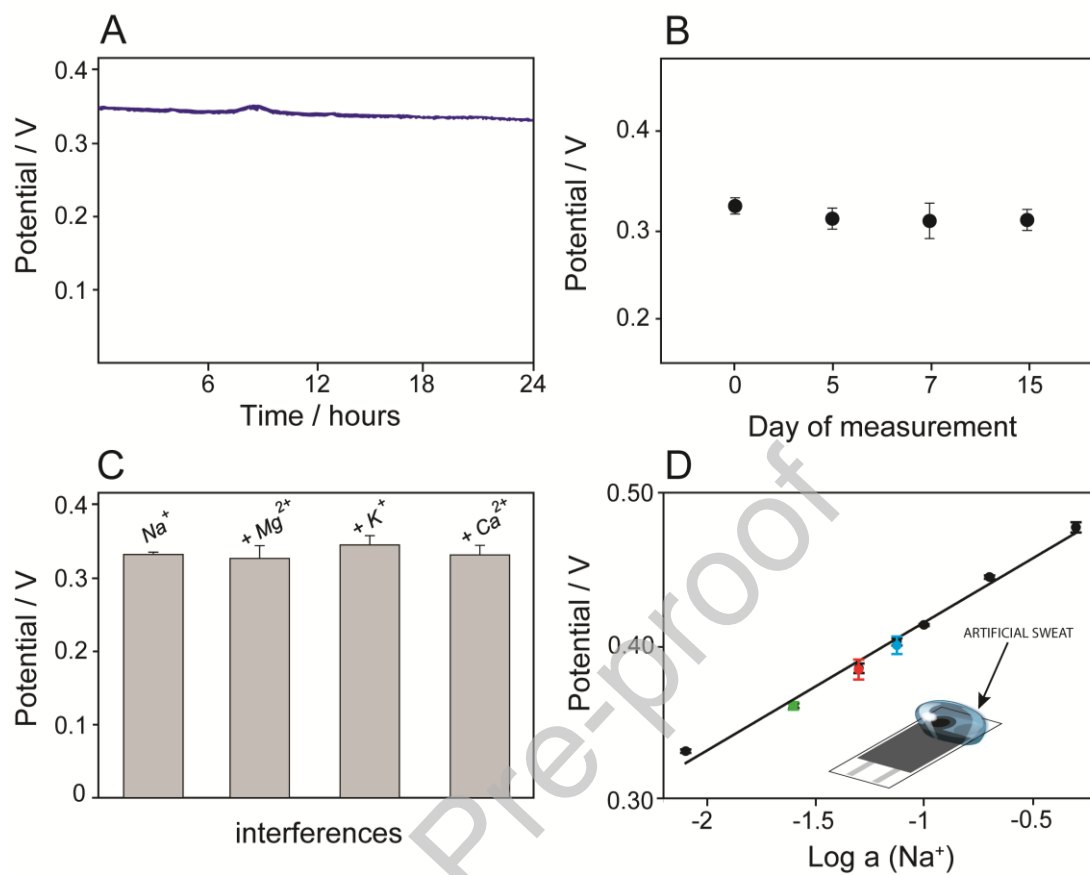 A
0.4
0.3
0.2
0.1
Potential / V
6 12 18 24
Time / hours
B
0.4
0.3
0.2
Potential / V
0 5 7 15
Day of measurement
C
0.4
0.3
0.2
0.1
0
Potential / V
Na⁺ + Mg²⁺ + K⁺ + Ca²⁺
interferences
D
0.50
0.40
0.30
Potential / V
ARTIFICIAL SWEAT
-2 -1.5 -1 -0.5
Log a (Na⁺)
Pre-proof